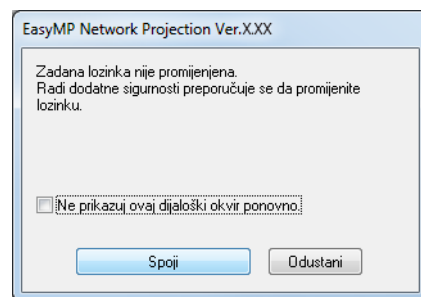 EasyMP Network Projection Ver.X.XX
Zadana lozinka nije promijenjena.
Radi dodatne sigurnosti preporučuje se da promijenite
lozinku.
Ne prikazuj ovaj dijaloški okvir ponovno.
Spoji
Odustani